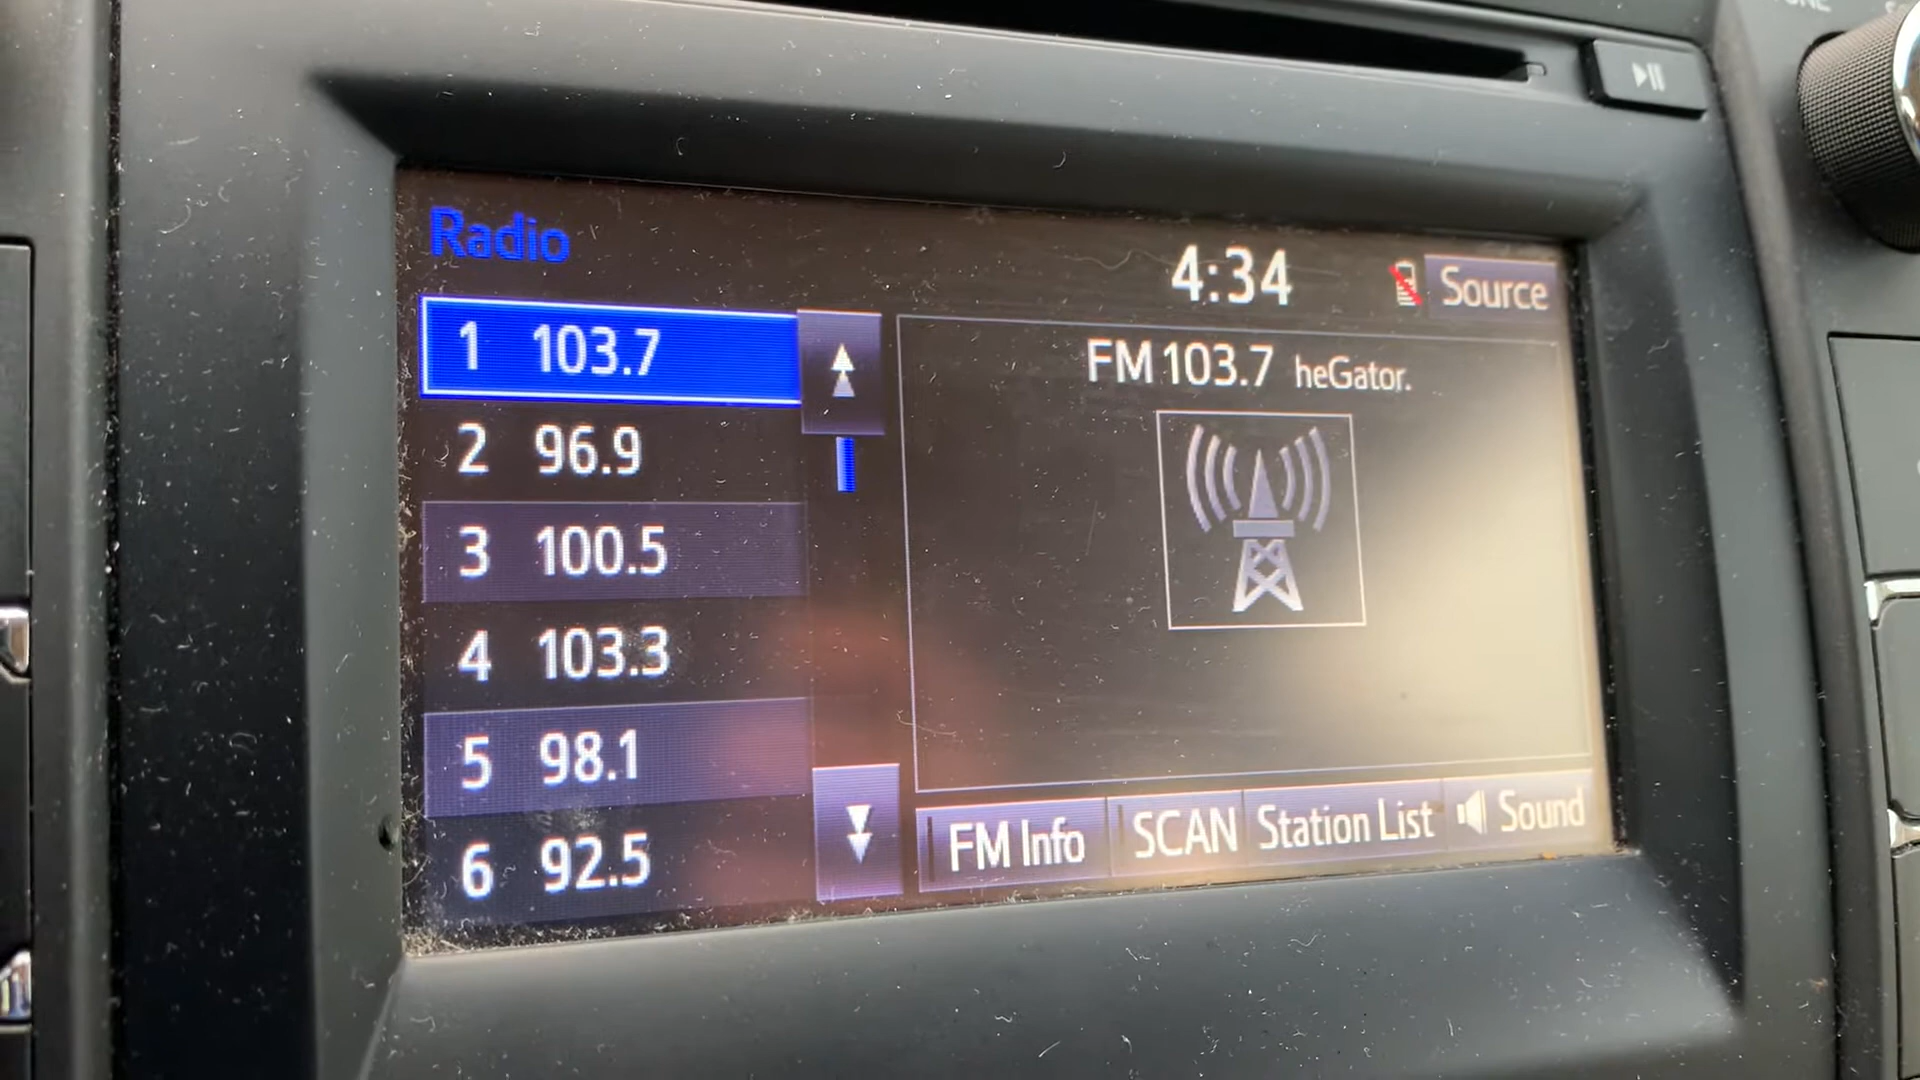 Radio
4:34
Source
1 103.7
2 96.9
3 100.5
4 103.3
5 98.1
6 92.5
FM 103.7 heGator.
FM Info
SCAN
Station List
Sound